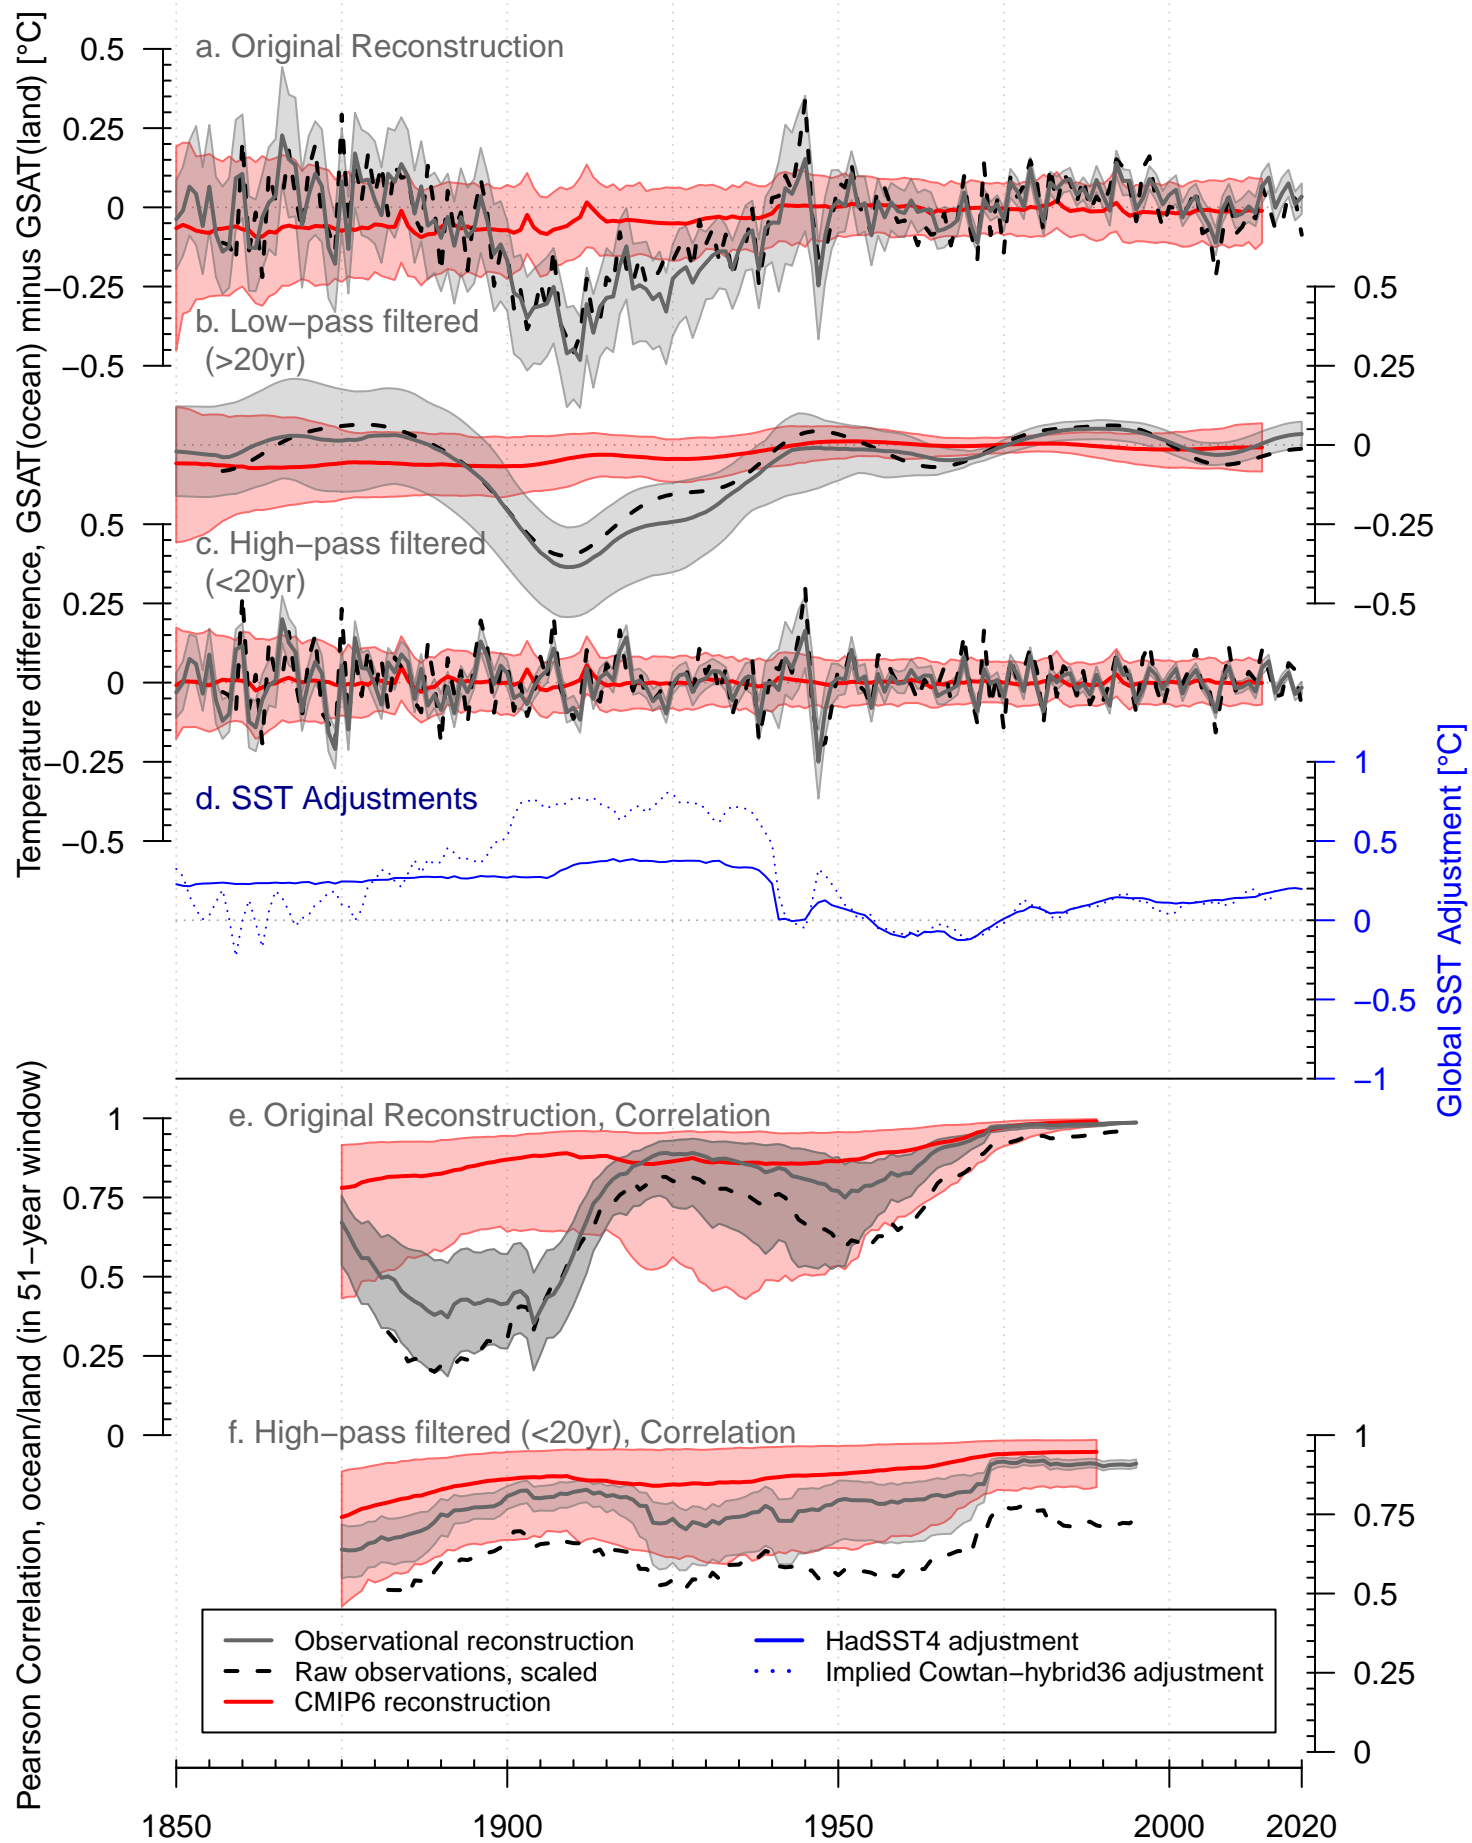 Temperature difference, GSAT(ocean) minus GSAT(land) [°C]
a. Original Reconstruction
0.5
0.25
0
−0.25
−0.5
b. Low−pass filtered
(>20yr)
0.5
0.25
0
−0.25
−0.5
c. High−pass filtered
(<20yr)
0.5
0.25
0
−0.25
−0.5
d. SST Adjustments
1
0.5
0
−0.5
−1
Global SST Adjustment [°C]
Pearson Correlation, ocean/land (in 51−year window)
e. Original Reconstruction, Correlation
1
0.75
0.5
0.25
0
f. High−pass filtered (<20yr), Correlation
1
0.75
0.5
0.25
0
Observational reconstruction
Raw observations, scaled
CMIP6 reconstruction
HadSST4 adjustment
Implied Cowtan−hybrid36 adjustment
1850 1900 1950 2000 2020